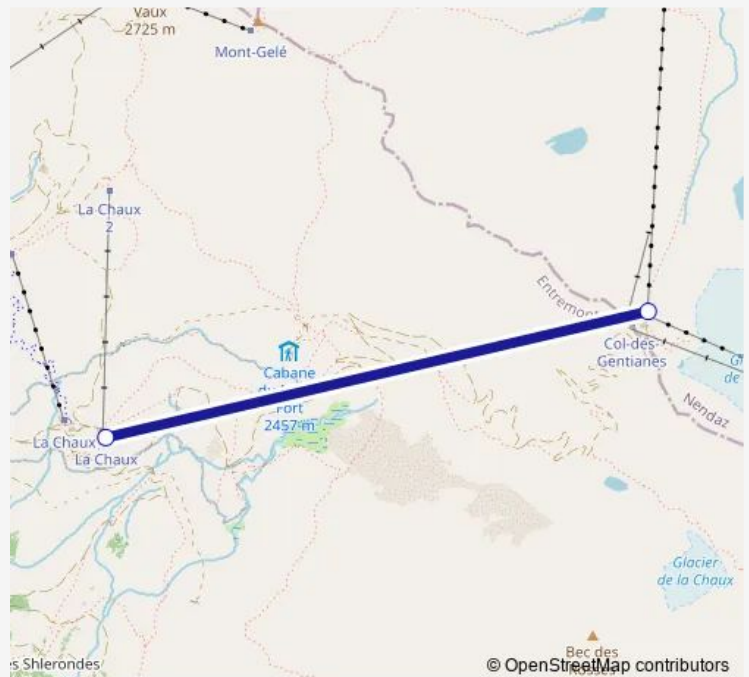 Vaux
2725 m
Mont-Gelé
La Chaux
2
Entremont
Col-des-
Gentianes
Cabane
Fort
2457 m
La Chaux
La Chaux
Nendaz
Glacier
de la Chaux
Bec des
Rosses
es Shlerondes
© OpenStreetMap contributors